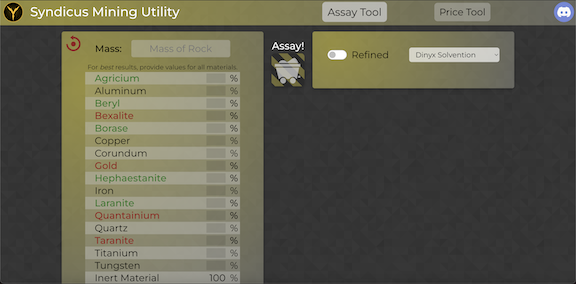 Syndicus Mining Utility
Assay Tool
Price Tool
Mass:
Mass of Rock
For best results, provide values for all materials.
Agricium %
Aluminum %
Beryl %
Bexalite %
Borase %
Copper %
Corundum %
Gold %
Hephaestanite %
Iron %
Laranite %
Quantainium %
Quartz %
Taranite %
Titanium %
Tungsten %
Inert Material 100 %
Assay!
Refined
Dinyx Solvention